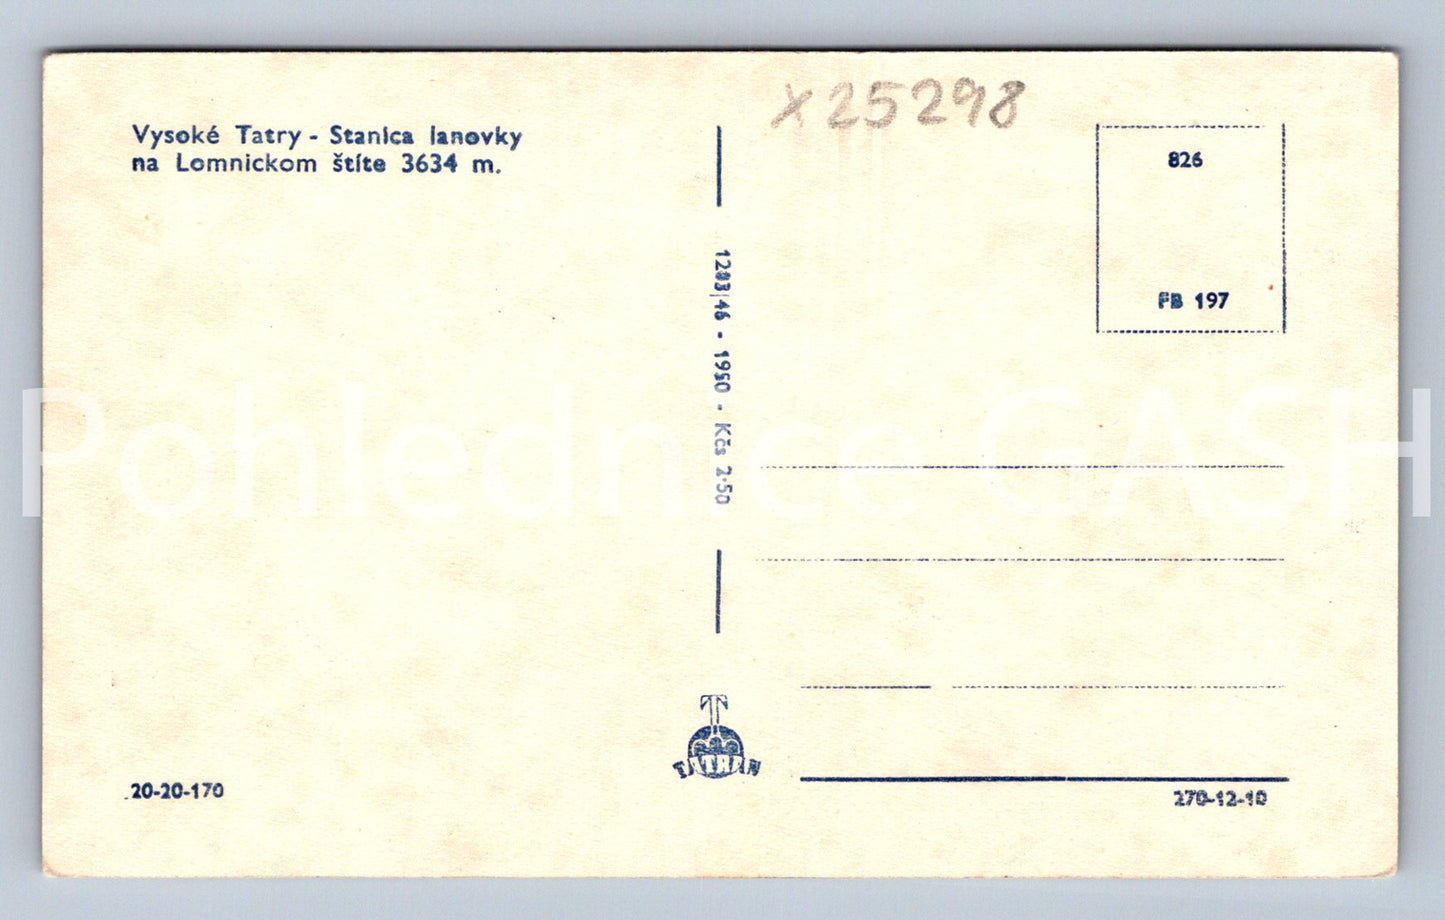 X25298
Vysoké Tatry - Stanica lanovky
na Lomnickom štíte 3634 m.
826
FB 197
1203/46 - 1950 - Kčs 2·50
Pohlednice GASH
TATRAN
20-20-170
270-12-10